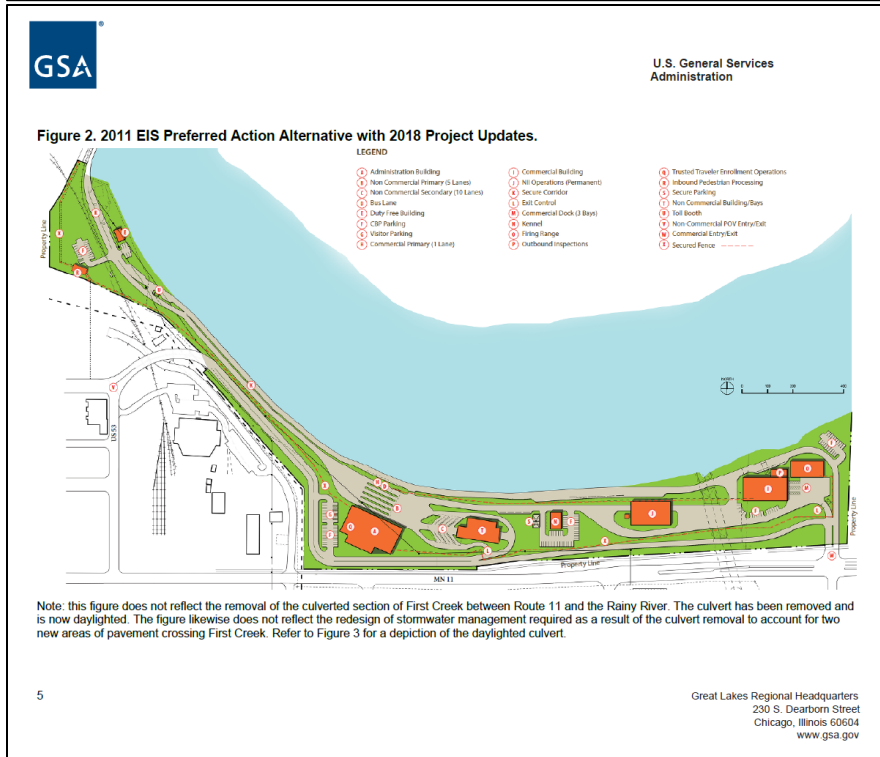 GSA
U.S. General Services
Administration
Figure 2. 2011 EIS Preferred Action Alternative with 2018 Project Updates.
LEGEND
Administration Building
Non Commercial Primary (5 Lanes)
Non Commercial Secondary (10 Lanes)
Bus Lane
Duty Free Building
CBP Parking
Visitor Parking
Commercial Primary (1 Lane)
Commercial Building
NII Operations (Permanent)
Secure Corridor
Exit Control
Commercial Dock (3 Bays)
Kennel
Firing Range
Outbound Inspections
Trusted Traveler Enrollment Operations
Inbound Pedestrian Processing
Secure Parking
Non Commercial Building/Bays
Toll Booth
Non-Commercial POV Entry/Exit
Commercial Entry/Exit
Secured Fence
Property Line
US 53
Property Line
Property Line
MN 11
Note: this figure does not reflect the removal of the culverted section of First Creek between Route 11 and the Rainy River. The culvert has been removed and
is now daylighted. The figure likewise does not reflect the redesign of stormwater management required as a result of the culvert removal to account for two
new areas of pavement crossing First Creek. Refer to Figure 3 for a depiction of the daylighted culvert.
5
Great Lakes Regional Headquarters
230 S. Dearborn Street
Chicago, Illinois 60604
www.gsa.gov